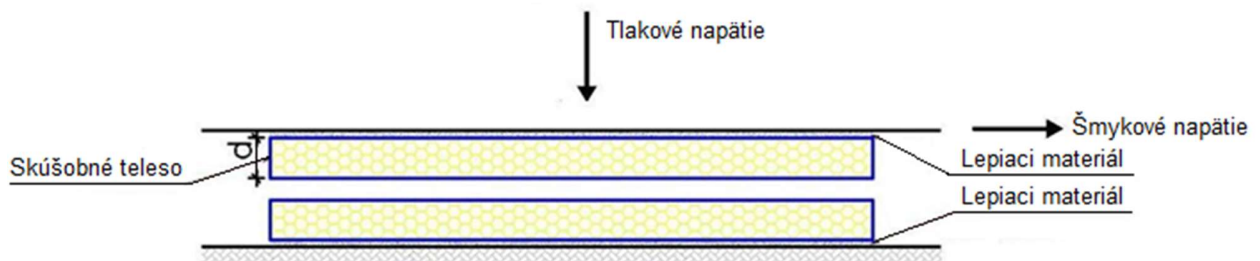 Tlakové napätie
Šmykové napätie
d
Skúšobné teleso
Lepiaci materiál
Lepiaci materiál